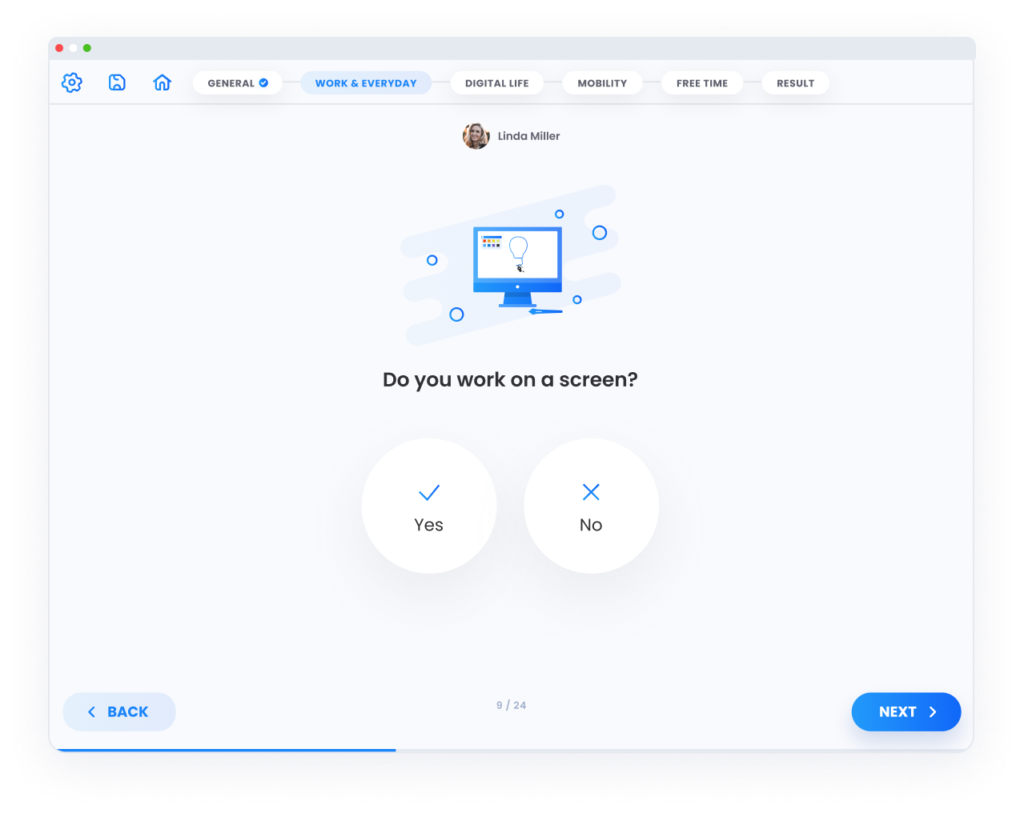 GENERAL
WORK & EVERYDAY
DIGITAL LIFE
MOBILITY
FREE TIME
RESULT
Linda Miller
Do you work on a screen?
Yes
No
BACK
9 / 24
NEXT